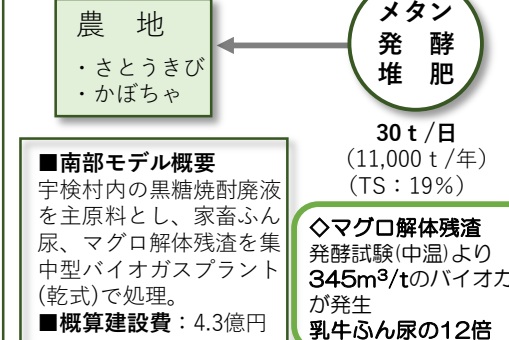 農　地
・さとうきび
・かぼちゃ
メタン
発　酵
堆　肥
30ｔ/日
（11,000ｔ/年）
（TS：19%）
■南部モデル概要
宇検村内の黒糖焼酎廃液
を主原料とし、家畜ふん
尿、マグロ解体残渣を集
中型バイオガスプラント
(乾式)で処理。
■概算建設費：4.3億円
◇マグロ解体残渣
発酵試験(中温)より
345m³/tのバイオガ
が発生
乳牛ふん尿の12倍